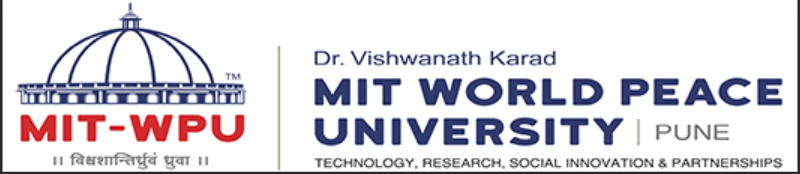 TM
MIT-WPU
।। विश्वशान्तिर्ध्रुवं ध्रुवा ।।
Dr. Vishwanath Karad
MIT WORLD PEACE
UNIVERSITY | PUNE
TECHNOLOGY, RESEARCH, SOCIAL INNOVATION & PARTNERSHIPS